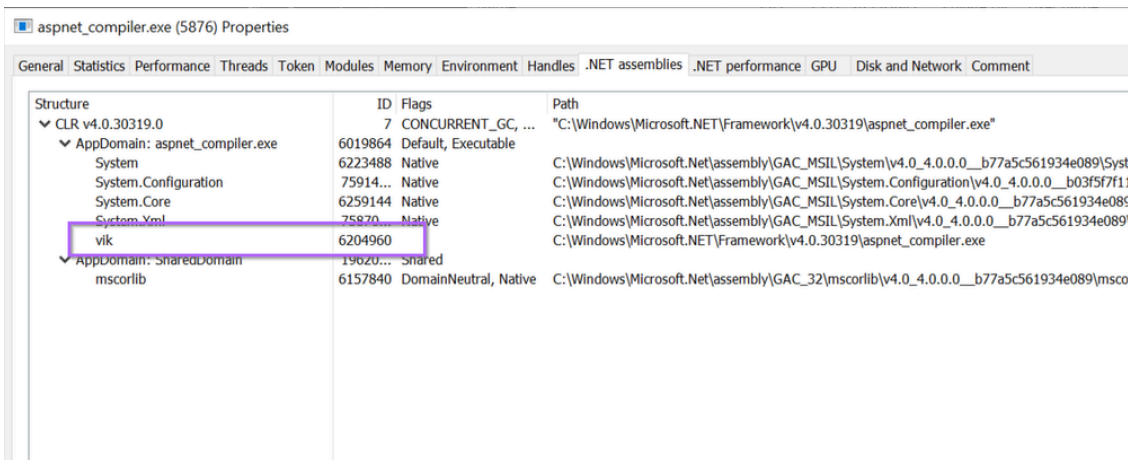 aspnet_compiler.exe (5876) Properties
General Statistics Performance Threads Token Modules Memory Environment Handles .NET assemblies .NET performance GPU Disk and Network Comment
Structure ID Flags Path
CLR v4.0.30319.0 7 CONCURRENT_GC, ... "C:\Windows\Microsoft.NET\Framework\v4.0.30319\aspnet_compiler.exe"
AppDomain: aspnet_compiler.exe 6019864 Default, Executable
System 6223488 Native C:\Windows\Microsoft.Net\assembly\GAC_MSIL\System\v4.0_4.0.0.0__b77a5c561934e089\Syst
System.Configuration 75914... Native C:\Windows\Microsoft.Net\assembly\GAC_MSIL\System.Configuration\v4.0_4.0.0.0__b03f5f7f11
System.Core 6259144 Native C:\Windows\Microsoft.Net\assembly\GAC_MSIL\System.Core\v4.0_4.0.0.0__b77a5c561934e089
System.Xml 75870... Native C:\Windows\Microsoft.Net\assembly\GAC_MSIL\System.Xml\v4.0_4.0.0.0__b77a5c561934e089\
vik 6204960 C:\Windows\Microsoft.NET\Framework\v4.0.30319\aspnet_compiler.exe
AppDomain: SharedDomain 19620... Shared
mscorlib 6157840 DomainNeutral, Native C:\Windows\Microsoft.Net\assembly\GAC_32\mscorlib\v4.0_4.0.0.0__b77a5c561934e089\msco